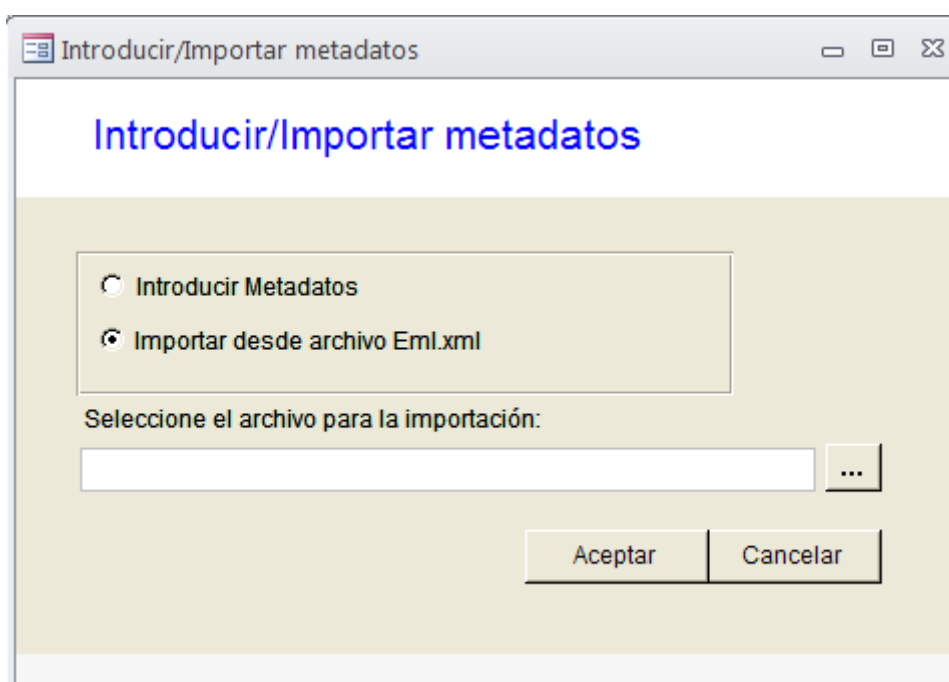 Introducir/Importar metadatos
Introducir/Importar metadatos
Introducir Metadatos
Importar desde archivo Eml.xml
Seleccione el archivo para la importación:
...
Aceptar Cancelar